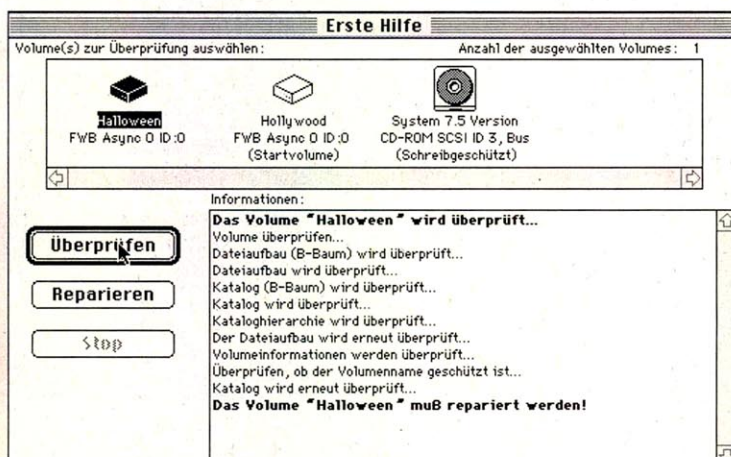 Erste Hilfe
Volume(s) zur Überprüfung auswählen:
Anzahl der ausgewählten Volumes: 1
Halloween
FWB Async 0 ID:0
Hollywood
FWB Async 0 ID:0
(Startvolume)
System 7.5 Version
CD-ROM SCSI ID 3, Bus
(Schreibgeschützt)
Informationen:
Überprüfen
Reparieren
Stop
Das Volume “Halloween” wird überprüft...
Volume überprüfen...
Dateiaufbau (B-Baum) wird überprüft...
Dateiaufbau wird überprüft...
Katalog (B-Baum) wird überprüft...
Katalog wird überprüft...
Kataloghierarchie wird überprüft...
Der Dateiaufbau wird erneut überprüft...
Volumeinformationen werden überprüft...
Überprüfen, ob der Volumenname geschützt ist...
Katalog wird erneut überprüft...
Das Volume “Halloween” muß repariert werden!